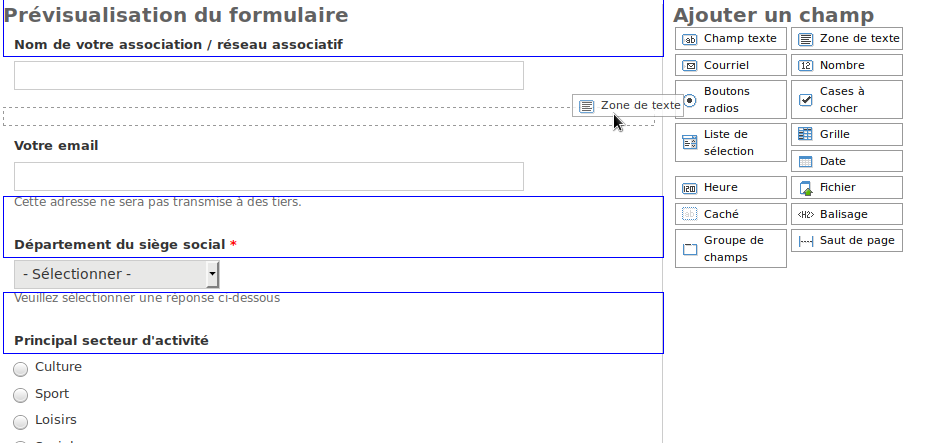 Prévisualisation du formulaire
Nom de votre association / réseau associatif
Zone de texte
Votre email
Cette adresse ne sera pas transmise à des tiers.
Département du siège social *
- Sélectionner -
Veuillez sélectionner une réponse ci-dessous
Principal secteur d'activité
Culture
Sport
Loisirs
Ajouter un champ
Champ texte
Zone de texte
Courriel
Nombre
Boutons
radios
Cases à
cocher
Liste de
sélection
Grille
Date
Heure
Fichier
Caché
Balisage
Groupe de
champs
Saut de page